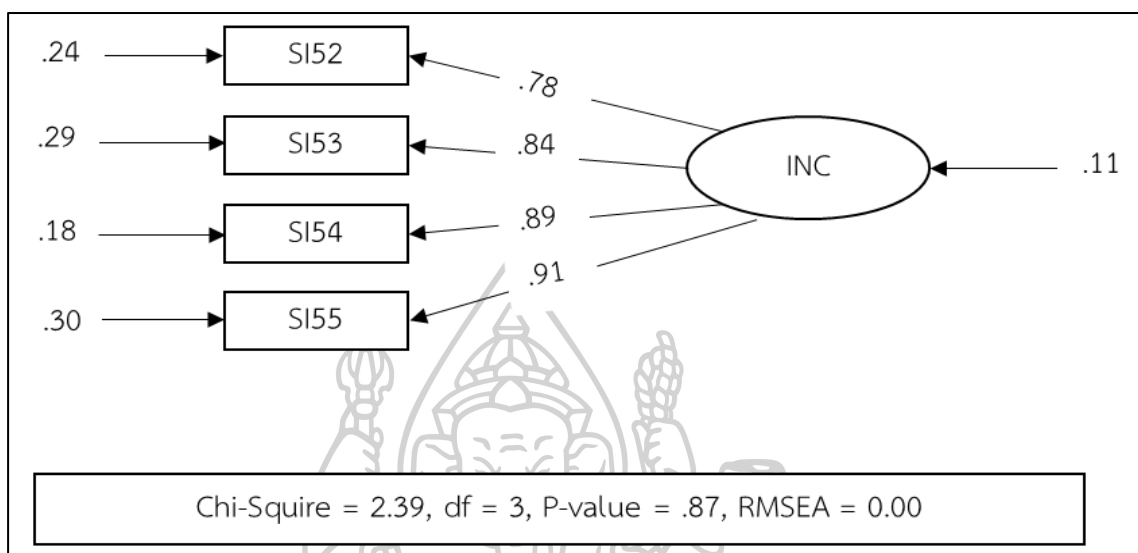 .24
SI52
.78
.29
SI53
.84
INC
.11
.18
SI54
.89
.30
SI55
.91
Chi-Squire = 2.39, df = 3, P-value = .87, RMSEA = 0.00